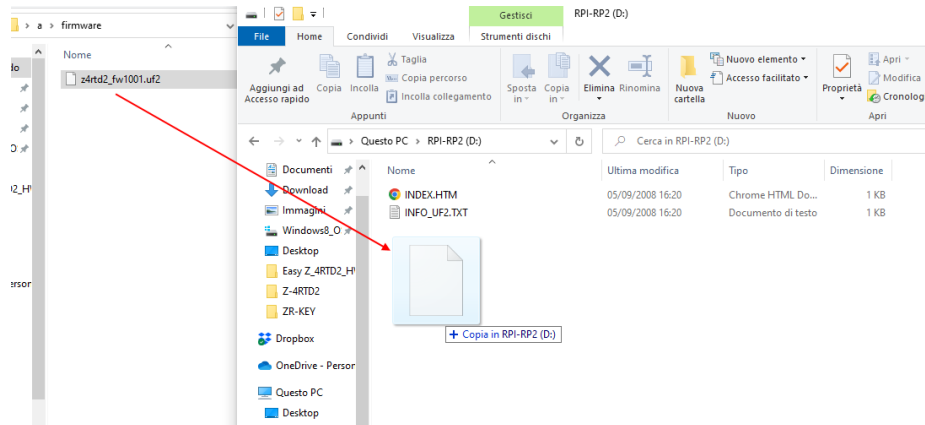 a > firmware
Nome
z4rtd2_fw1001.uf2
Gestisci
RPI-RP2 (D:)
File
Home
Condividi
Visualizza
Strumenti dischi
Aggiungi ad
Accesso rapido
Copia
Incolla
Taglia
Copia percorso
Incolla collegamento
Appunti
Sposta
in
Copia
in
Elimina
Rinomina
Organizza
Nuova
cartella
Nuovo elemento
Accesso facilitato
Nuovo
Proprietà
Apri
Modifica
Cronolog
Apri
Questo PC > RPI-RP2 (D:)
Cerca in RPI-RP2 (D:)
Documenti
Download
Immagini
Windows8_O
Desktop
Easy Z_4RTD2_H
Z-4RTD2
ZR-KEY
Dropbox
OneDrive - Person
Questo PC
Desktop
Nome
Ultima modifica
Tipo
Dimensione
INDEX.HTM
05/09/2008 16:20
Chrome HTML Do...
1 KB
INFO_UF2.TXT
05/09/2008 16:20
Documento di testo
1 KB
+ Copia in RPI-RP2 (D:)